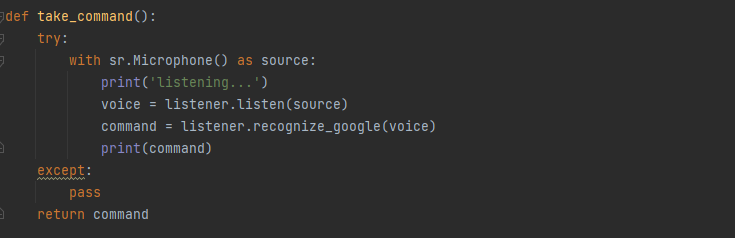 def take_command():
    try:
        with sr.Microphone() as source:
            print('listening...')
            voice = listener.listen(source)
            command = listener.recognize_google(voice)
            print(command)
    except:
        pass
    return command